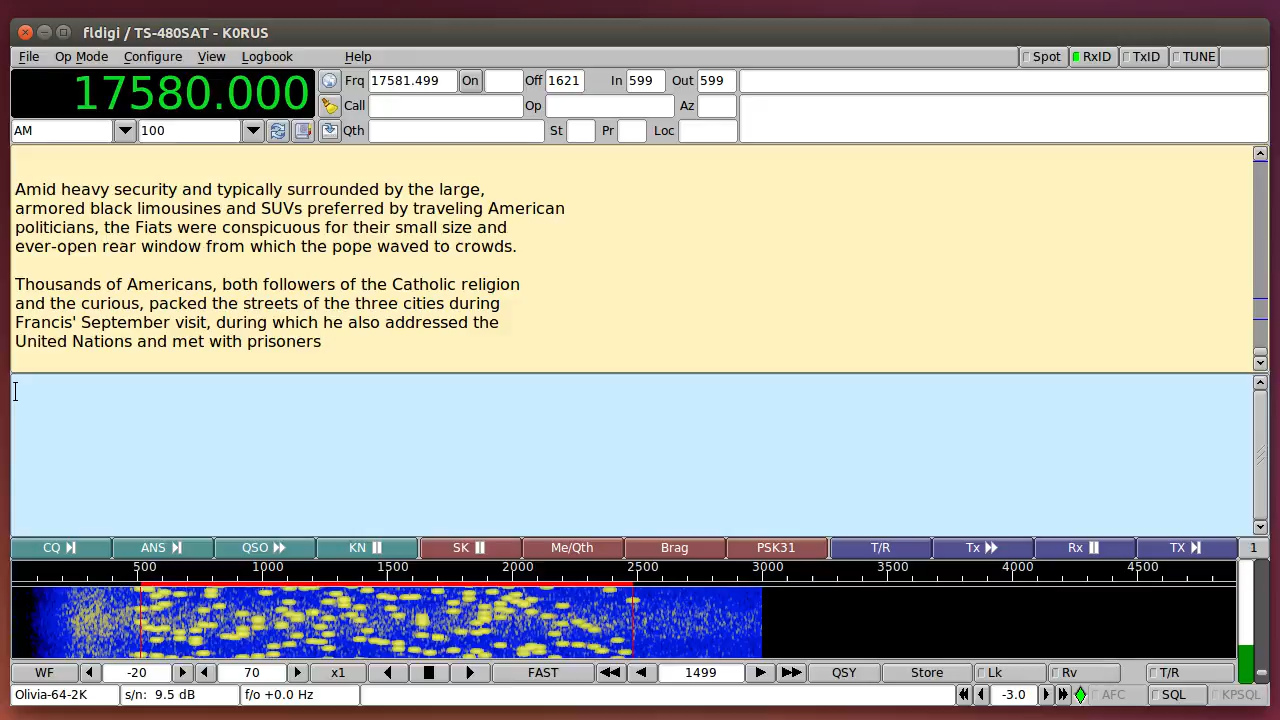 fldigi / TS-480SAT - K0RUS
File Op Mode Configure View Logbook Help Spot RxID TxID TUNE
17580.000 Frq 17581.499 On Off 1621 In 599 Out 599
Call Op Az
AM 100 Qth St Pr Loc
Amid heavy security and typically surrounded by the large,
armored black limousines and SUVs preferred by traveling American
politicians, the Fiats were conspicuous for their small size and
ever-open rear window from which the pope waved to crowds.
Thousands of Americans, both followers of the Catholic religion
and the curious, packed the streets of the three cities during
Francis' September visit, during which he also addressed the
United Nations and met with prisoners
CQ ANS QSO KN SK Me/Qth Brag PSK31 T/R Tx Rx TX 1
500 1000 1500 2000 2500 3000 3500 4000 4500
WF -20 70 x1 FAST 1499 QSY Store Lk Rv T/R
Olivia-64-2K s/n: 9.5 dB f/o +0.0 Hz -3.0 AFC SQL KPSQL